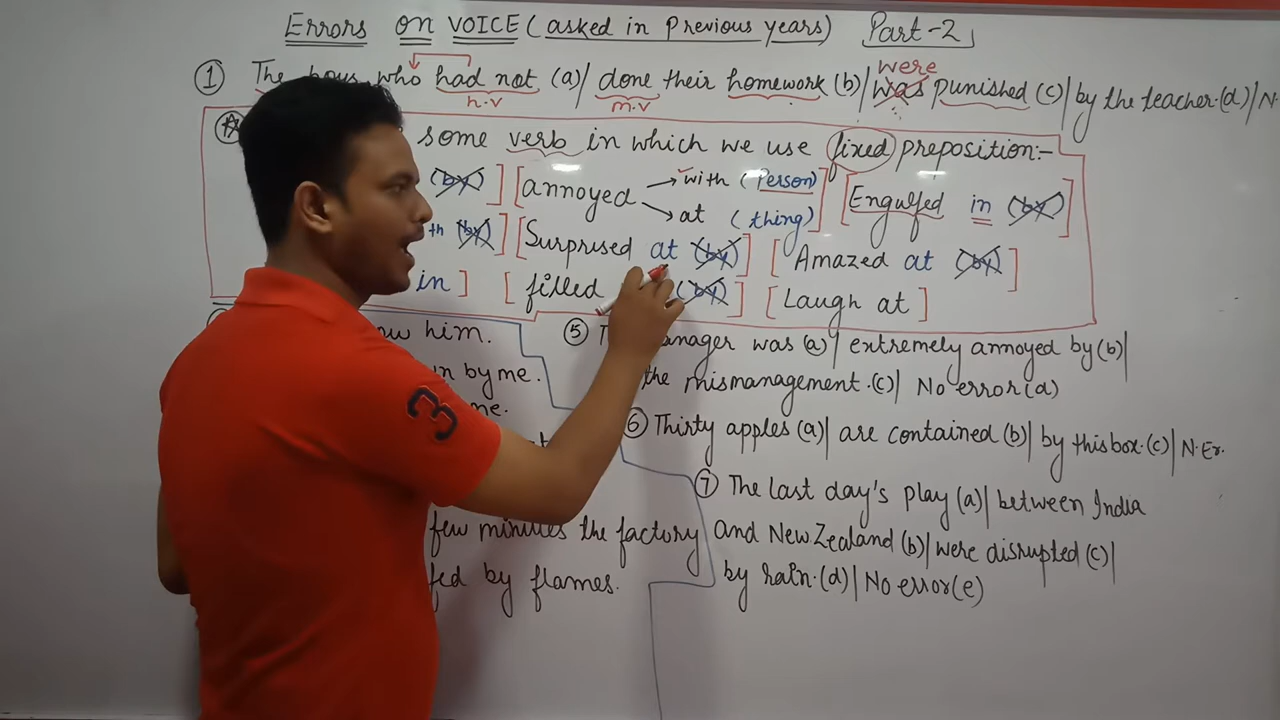 Errors ON VOICE (asked in Previous years) Part-2
were
① The boys who had not (a)| done their homework (b)| was punished (c)| by the teacher. (d)| N.
h.v m.v
some verb in which we use fixed preposition:-
(by) ] [annoyed → with (Person) ] [Engulfed in (by) ]
→ at (thing)
th (by) ] [Surprised at (by) ] [Amazed at (by) ]
in ] [filled (by) ] [Laugh at ]
him.
by me.
⑤ manager was (a)| extremely annoyed by (b)|
the mismanagement. (c)| No error (d)
⑥ Thirty apples (a)| are contained (b)| by this box. (c)| N.Er.
⑦ The last day's play (a)| between India
and New Zealand (b)| were disrupted (c)|
by rain. (d)| No error (e)
few minutes the factory
by flames.
3